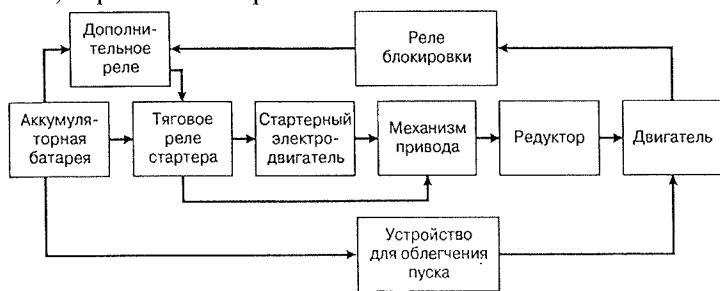 Дополни-
тельное
реле
Реле
блокировки
Аккумуля-
торная
батарея
Тяговое
реле
стартера
Стартерный
электро-
двигатель
Механизм
привода
Редуктор
Двигатель
Устройство
для облегчения
пуска